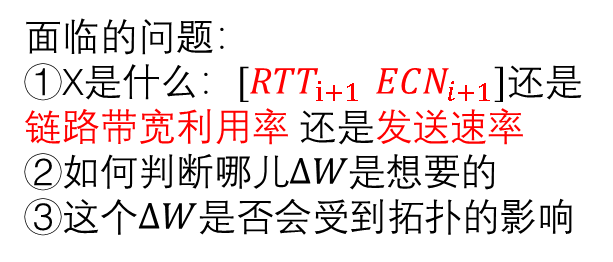 面临的问题：
①X是什么：[RTTi+1 ECNi+1]还是
链路带宽利用率 还是发送速率
②如何判断哪儿ΔW是想要的
③这个ΔW是否会受到拓扑的影响